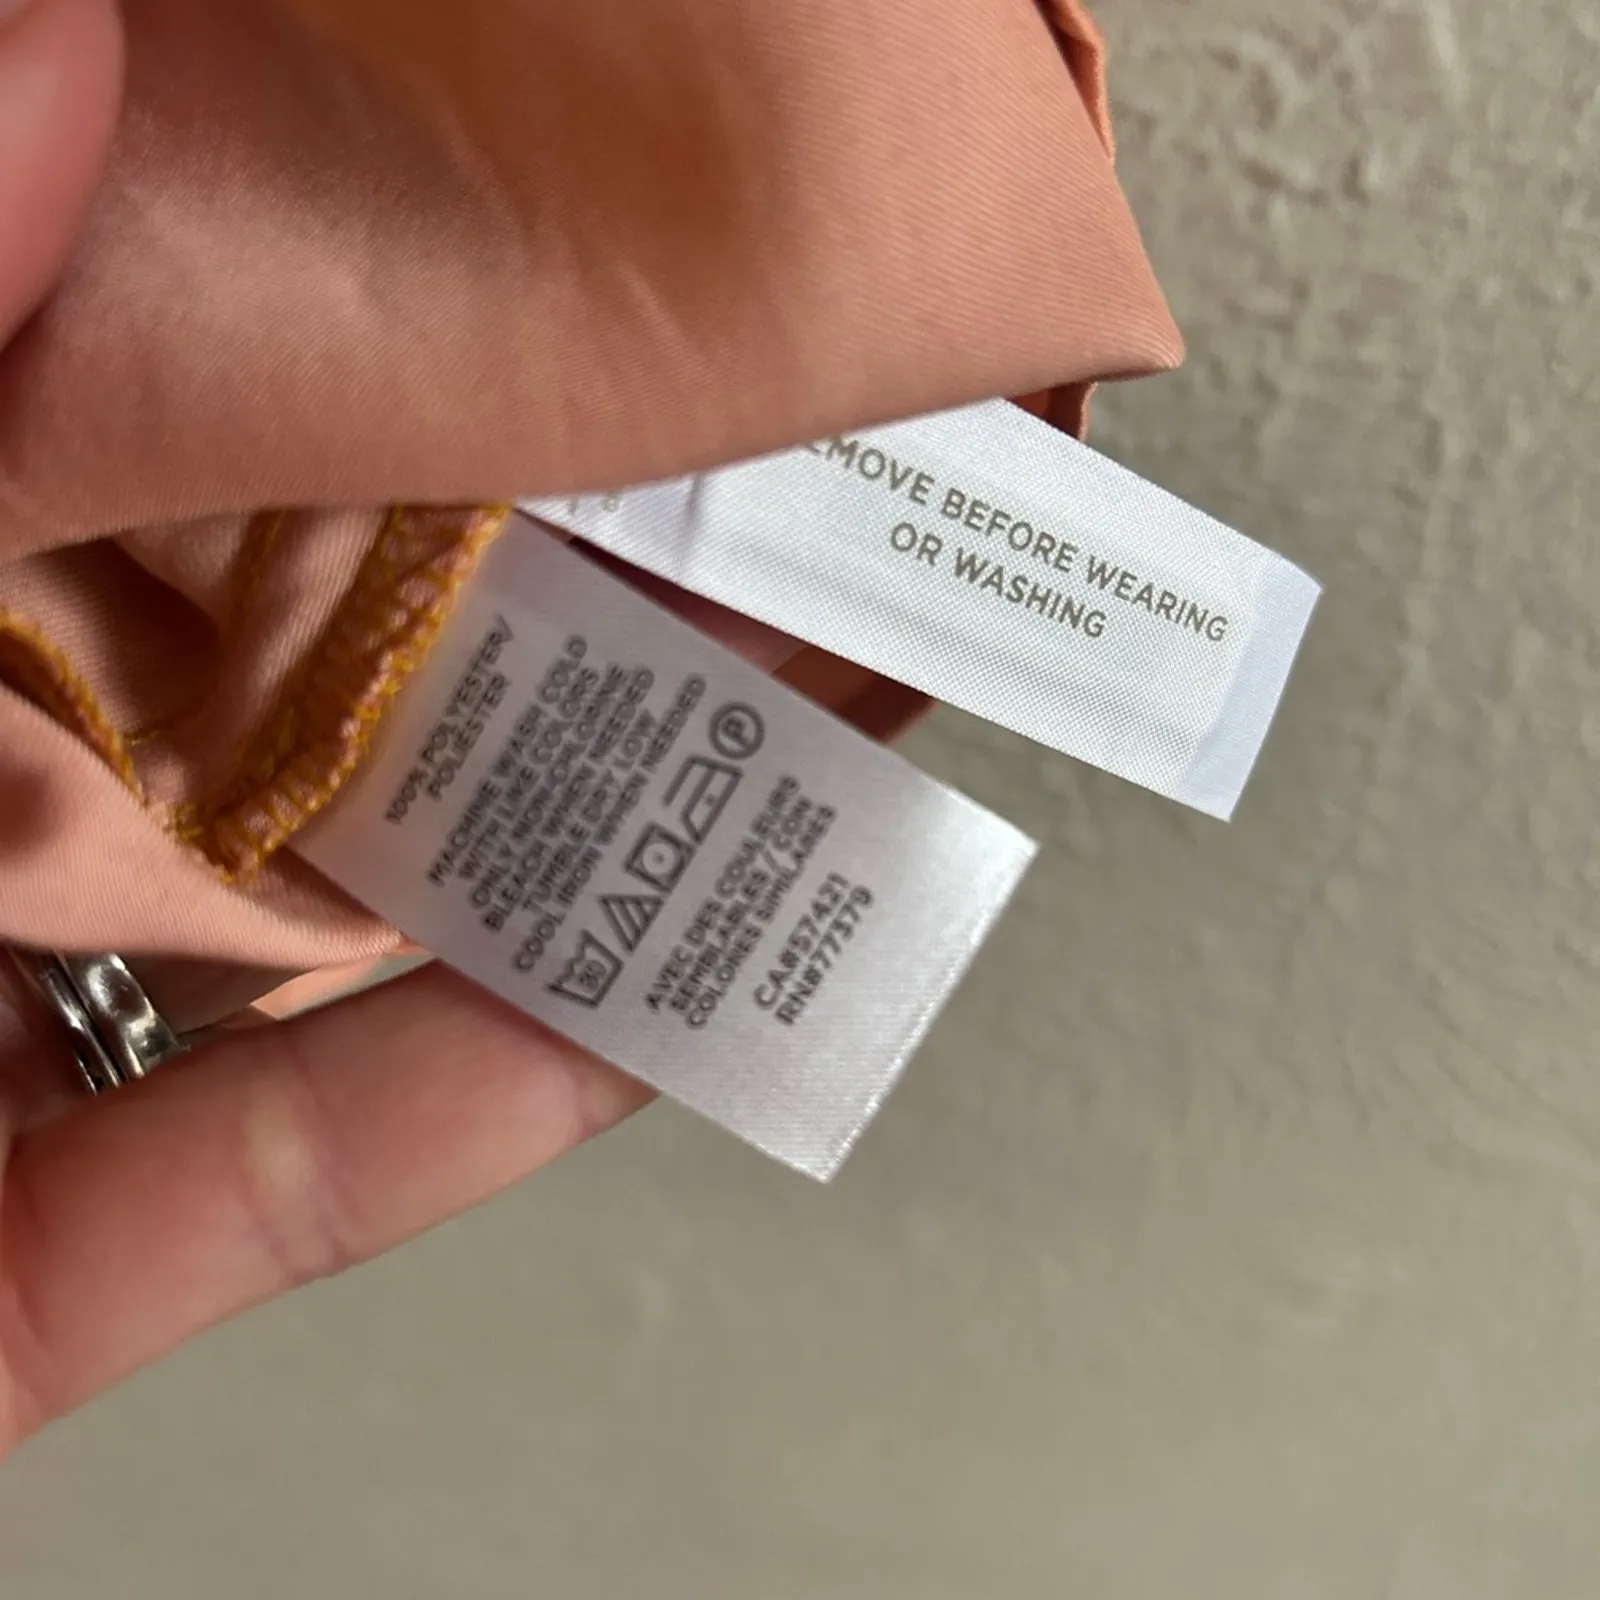 EMOVE BEFORE WEARING
OR WASHING
100% POLYESTER/
POLIESTER
MACHINE WASH COLD
WITH LIKE COLORS
ONLY NON-CHLORINE
BLEACH WHEN NEEDED
TUMBLE DRY LOW
COOL IRON WHEN NEEDED
30 P
AVEC DES COULEURS
SEMBLABLES/CON
COLORES SIMILARES
CA#57421
RN#77379